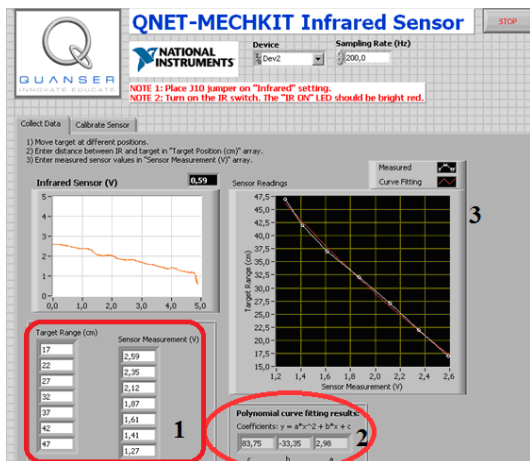 QNET-MECHKIT Infrared Sensor
STOP
QUANSER
INNOVATE EDUCATE
NATIONAL
INSTRUMENTS
Device
Dev2
Sampling Rate (Hz)
200,0
NOTE 1: Place J10 jumper on "Infrared" setting.
NOTE 2: Turn on the IR switch. The "IR ON" LED should be bright red.
Collect Data
Calibrate Sensor
1) Move target at different positions.
2) Enter distance between IR and target in "Target Position (cm)" array.
3) Enter measured sensor values in "Sensor Measurement (V)" array.
Infrared Sensor (V)
0,59
5
4
3
2
1
0
0,0 1,0 2,0 3,0 4,0 5,0
Sensor Readings
Measured
Curve Fitting
3
Target Range (cm)
47,5
45,0
42,5
40,0
37,5
35,0
32,5
30,0
27,5
25,0
22,5
20,0
17,5
15,0
1,2 1,4 1,6 1,8 2,0 2,2 2,4 2,6
Sensor Measurement (V)
Target Range (cm)
17
22
27
32
37
42
47
Sensor Measurement (V)
2,59
2,35
2,12
1,87
1,61
1,41
1,27
1
Polynomial curve fitting results:
Coefficients: y = a*x^2 + b*x + c
83,75 -33,35 2,98
c b a
2